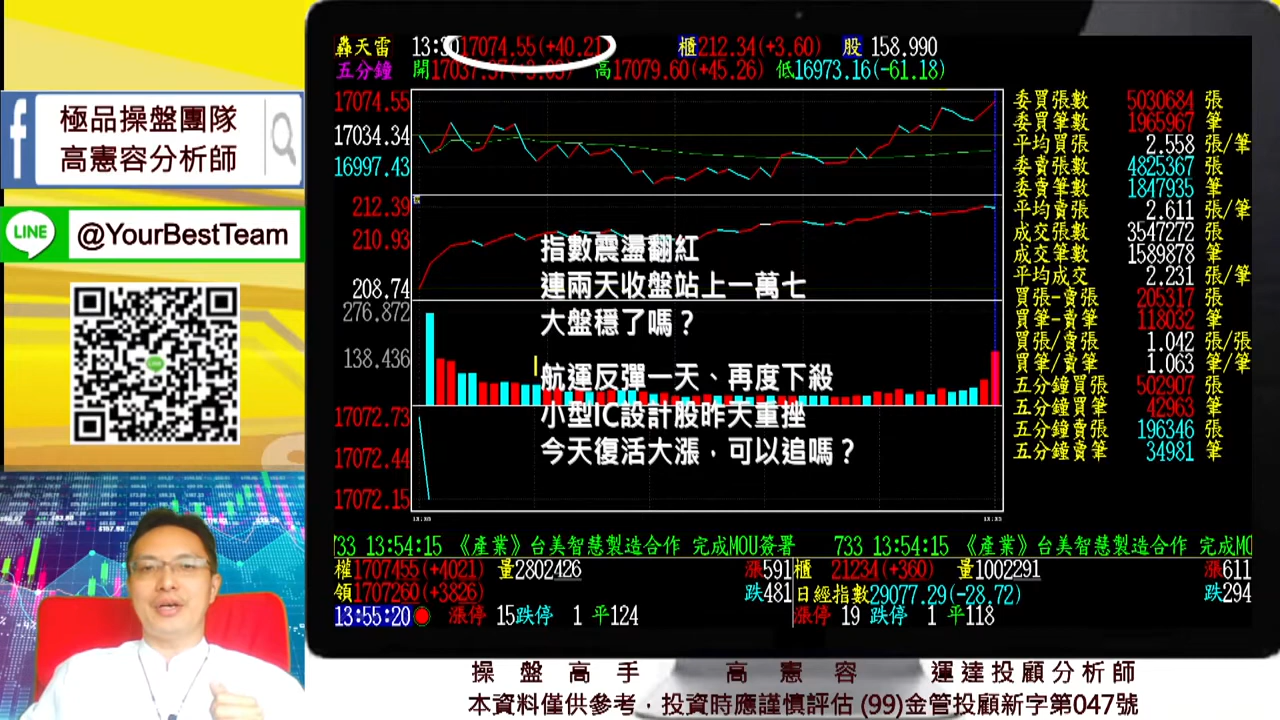 極品操盤團隊
高憲容分析師
LINE
@YourBestTeam
轟天雷 13:30 17074.55(+40.21 櫃212.34(+3.60) 股 158.990
五分鐘 開17037.37(+3.03) 高17079.60(+45.26) 低16973.16(-61.18)
17074.55
17034.34
16997.43
212.39
210.93
208.74
276.872
138.436
17072.73
17072.44
17072.15
指數震盪翻紅
連兩天收盤站上一萬七
大盤穩了嗎？
航運反彈一天、再度下殺
小型IC設計股昨天重挫
今天復活大漲，可以追嗎？
委買張數 5030684 張
委買筆數 1965967 筆
平均買張 2.558 張/筆
委賣張數 4825367 張
委賣筆數 1847935 筆
平均賣張 2.611 張/筆
成交張數 3547272 張
成交筆數 1589878 筆
平均成交 2.231 張/筆
買張-賣張 205317 張
買筆-賣筆 118032 筆
買張/賣張 1.042 張/張
買筆/賣筆 1.063 筆/筆
五分鐘買張 502907 張
五分鐘買筆 42963 筆
五分鐘賣張 196346 張
五分鐘賣筆 34981 筆
733 13:54:15 《產業》台美智慧製造合作 完成MOU簽署 733 13:54:15 《產業》台美智慧製造合作 完成MO
權1707455(+4021) 量2802426 漲591 櫃 21234(+360) 量1002291 漲611
領1707260(+3826) 跌481 日經指數29077.29(-28.72) 跌294
13:55:20 漲停 15跌停 1 平124 漲停 19 跌停 1 平118
操盤高手 高憲容 運達投顧分析師
本資料僅供參考，投資時應謹慎評估 (99)金管投顧新字第047號